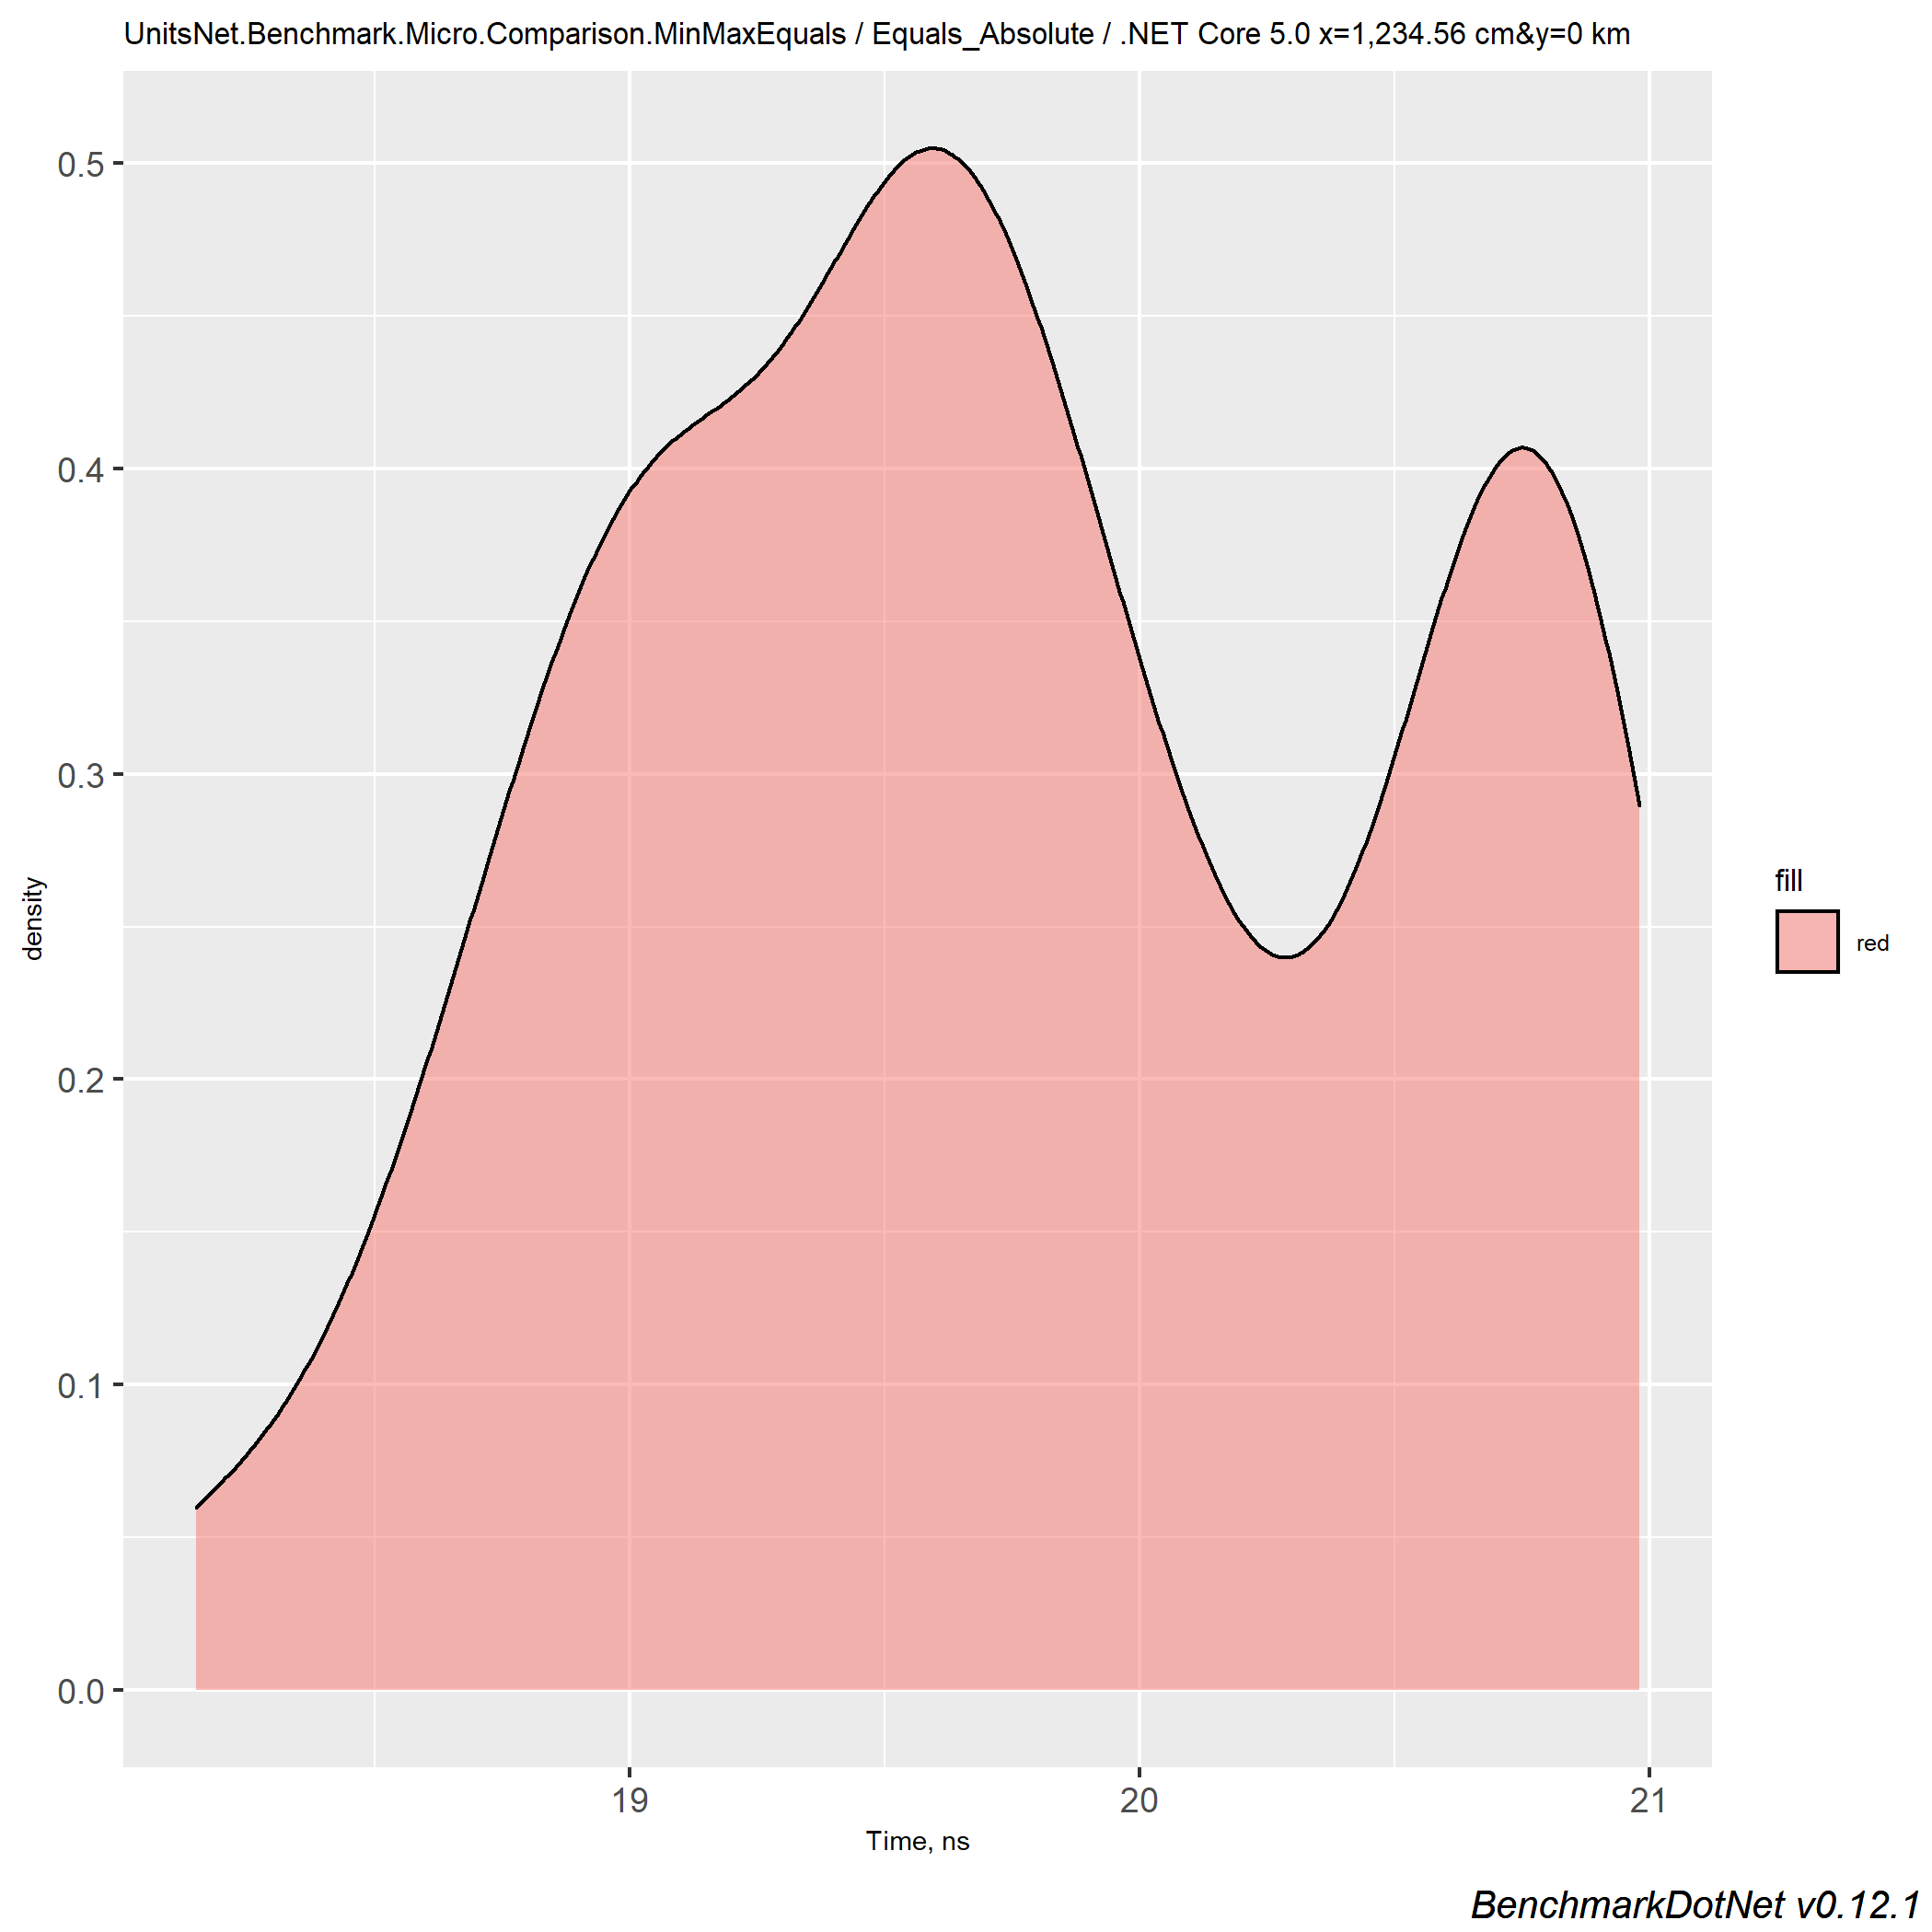 UnitsNet.Benchmark.Micro.Comparison.MinMaxEquals / Equals_Absolute / .NET Core 5.0 x=1,234.56 cm&y=0 km
0.5
0.4
0.3
0.2
0.1
0.0
density
19 20 21
Time, ns
fill
red
BenchmarkDotNet v0.12.1